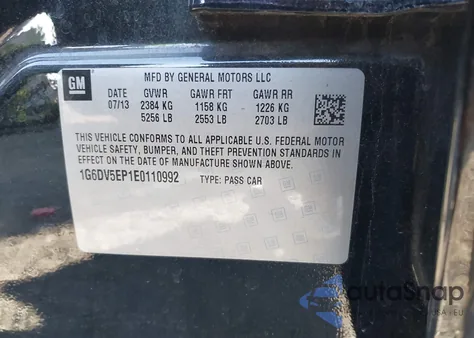 GM
MFD BY GENERAL MOTORS LLC
DATE GVWR GAWR FRT GAWR RR
07/13 2384 KG 1158 KG 1226 KG
5256 LB 2553 LB 2703 LB
THIS VEHICLE CONFORMS TO ALL APPLICABLE U.S. FEDERAL MOTOR
VEHICLE SAFETY, BUMPER, AND THEFT PREVENTION STANDARDS
IN EFFECT ON THE DATE OF MANUFACTURE SHOWN ABOVE.
1G6DV5EP1E0110992 TYPE: PASS CAR
autoSnap